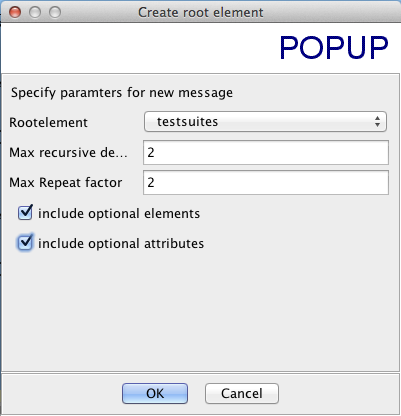 Create root element
POPUP
Specify paramters for new message
Rootelement testsuites
Max recursive de... 2
Max Repeat factor 2
include optional elements
include optional attributes
OK Cancel